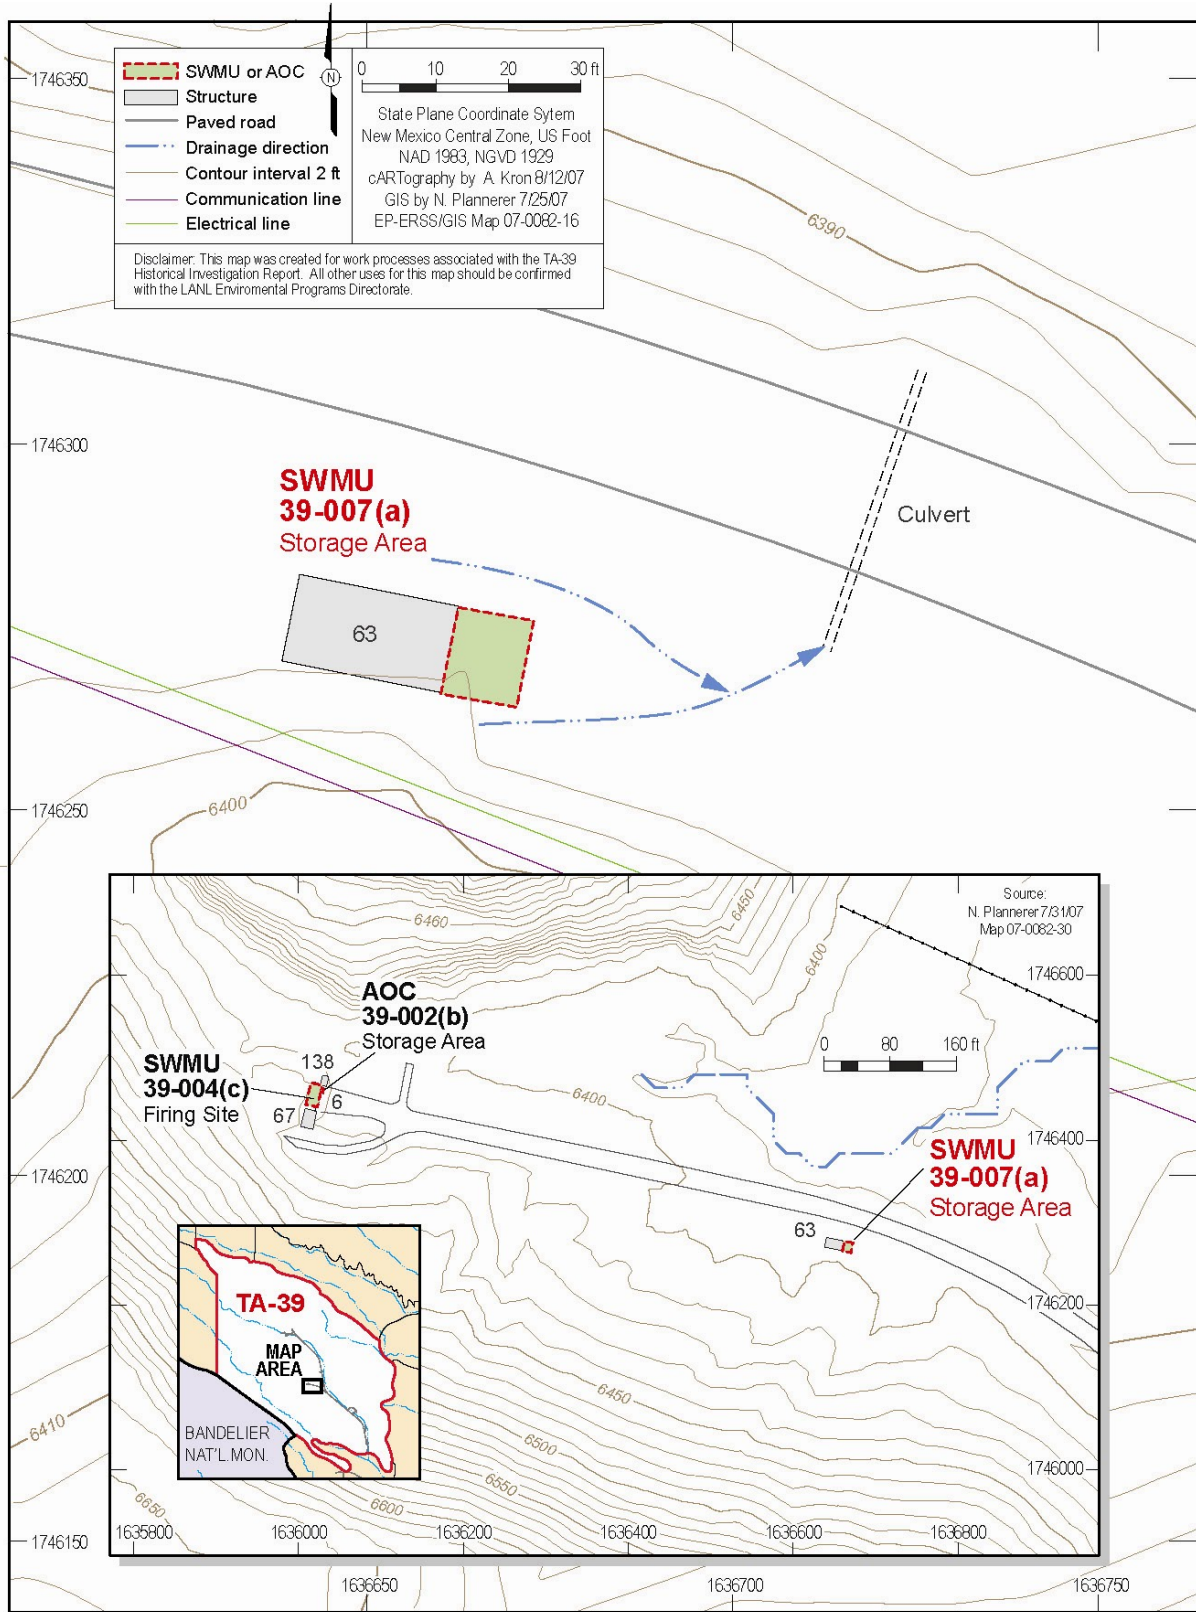 SWMU or AOC
Structure
Paved road
Drainage direction
Contour interval 2 ft
Communication line
Electrical line
N
0 10 20 30 ft
State Plane Coordinate Sytem
New Mexico Central Zone, US Foot
NAD 1983, NGVD 1929
cARTography by A. Kron 8/12/07
GIS by N. Plannerer 7/25/07
EP-ERSS/GIS Map 07-0082-16
Disclaimer: This map was created for work processes associated with the TA-39
Historical Investigation Report. All other uses for this map should be confirmed
with the LANL Enviromental Programs Directorate.
1746350
6390
1746300
SWMU
39-007(a)
Storage Area
Culvert
63
1746250
6400
Source:
N. Plannerer 7/31/07
Map 07-0082-30
6460
6450
6400
1746600
AOC
39-002(b)
Storage Area
0 80 160 ft
SWMU
39-004(c)
Firing Site
138
6
67
6400
1746400
SWMU
39-007(a)
Storage Area
63
1746200
1746200
TA-39
MAP
AREA
BANDELIER
NAT'L.MON.
6410
6450
6500
6550
6600
6650
1746000
1635800 1636000 1636200 1636400 1636600 1636800
1746150
1636650 1636700 1636750